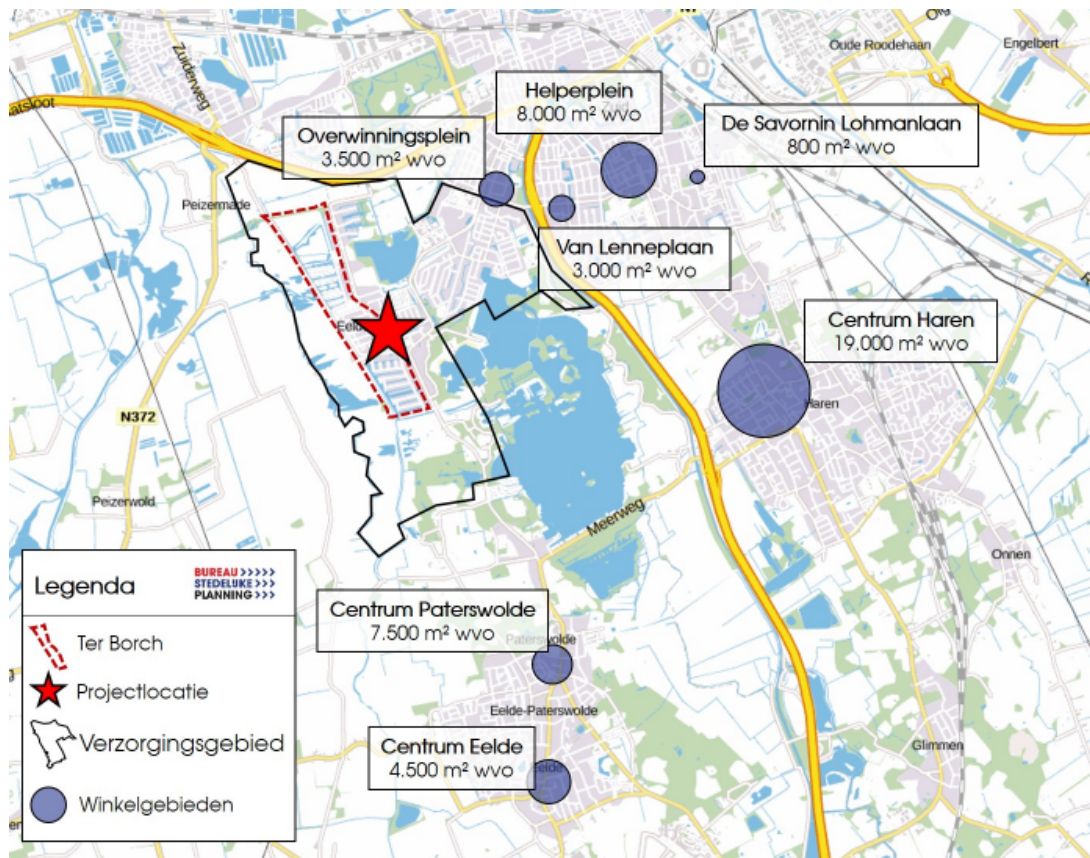 Zuiderweg
Oude Roodehaan
Engelbert
Helperplein
8.000 m² wvo
Zuid
Overwinningsplein
3.500 m² wvo
De Savornin Lohmanlaan
800 m² wvo
Peizermade
Van Lenneplaan
3.000 m² wvo
Centrum Haren
19.000 m² wvo
Haren
N372
Peizerwold
Meerweg
Onnen
Legenda
BUREAU >>>>>
STEDELIJKE >>>
PLANNING >>>
Ter Borch
Projectlocatie
Verzorgingsgebied
Winkelgebieden
Centrum Paterswolde
7.500 m² wvo
Paterswolde
Eelde-Paterswolde
Centrum Eelde
4.500 m² wvo
Glimmen